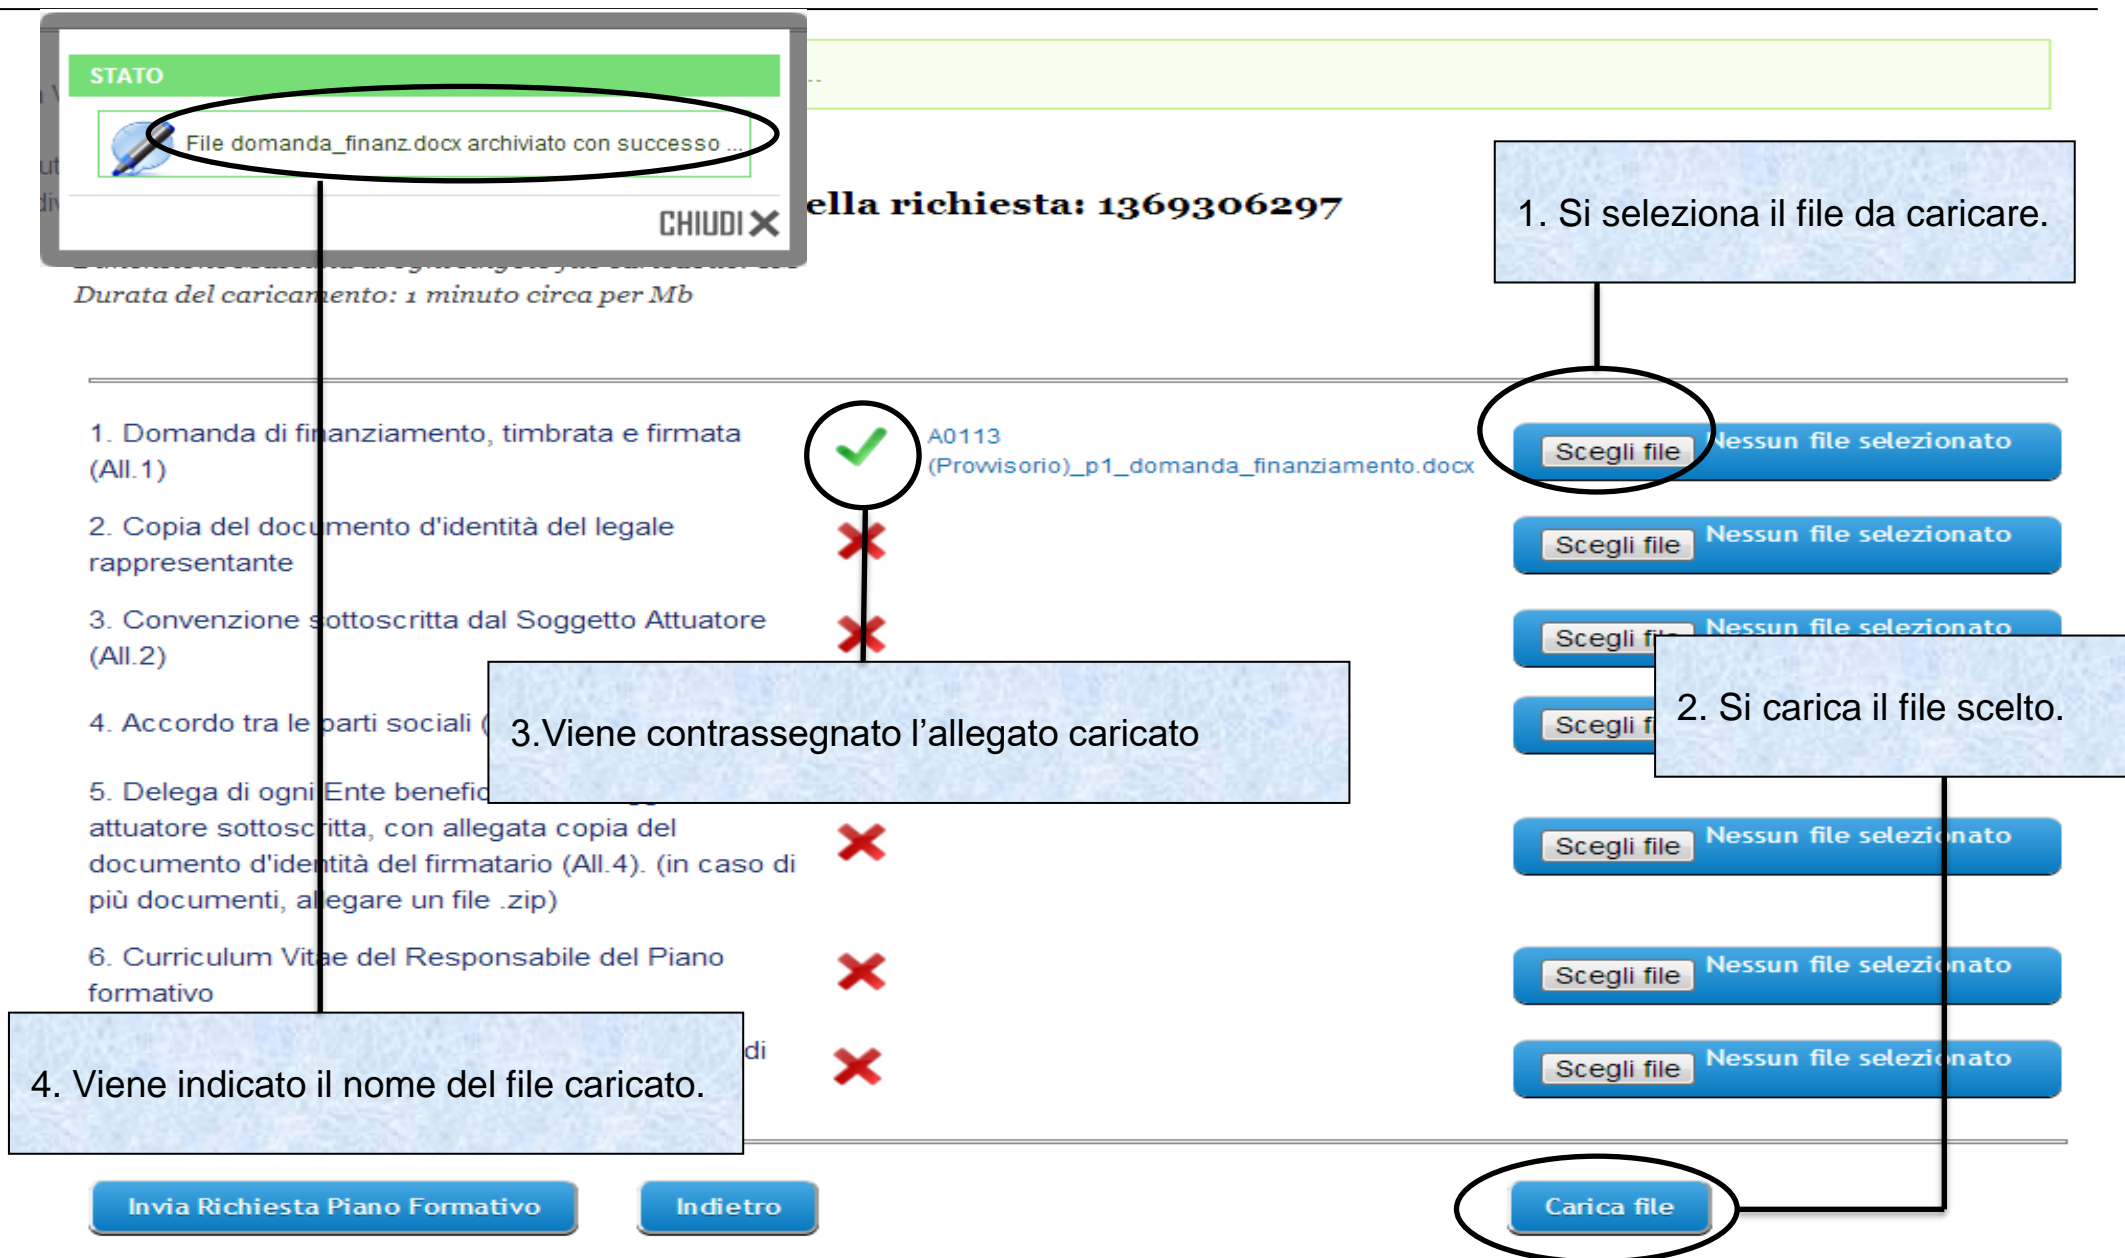 STATO
...
File domanda_finanz.docx archiviato con successo ...
CHIUDI
ella richiesta: 1369306297
1. Si seleziona il file da caricare.
Durata del caricamento: 1 minuto circa per Mb
1. Domanda di finanziamento, timbrata e firmata
(All.1)
A0113
(Provvisorio)_p1_domanda_finanziamento.docx
Scegli file Nessun file selezionato
2. Copia del documento d'identità del legale
rappresentante
Scegli file Nessun file selezionato
3. Convenzione sottoscritta dal Soggetto Attuatore
(All.2)
Scegli file Nessun file selezionato
4. Accordo tra le parti sociali (
3.Viene contrassegnato l’allegato caricato
Scegli
2. Si carica il file scelto.
5. Delega di ogni Ente
attuatore sottoscritta, con allegata copia del
documento d'identità del firmatario (All.4). (in caso di
più documenti, allegare un file .zip)
Scegli file Nessun file selezionato
6. Curriculum Vitae del Responsabile del Piano
formativo
Scegli file Nessun file selezionato
di
4. Viene indicato il nome del file caricato.
Scegli file Nessun file selezionato
Invia Richiesta Piano Formativo
Indietro
Carica file